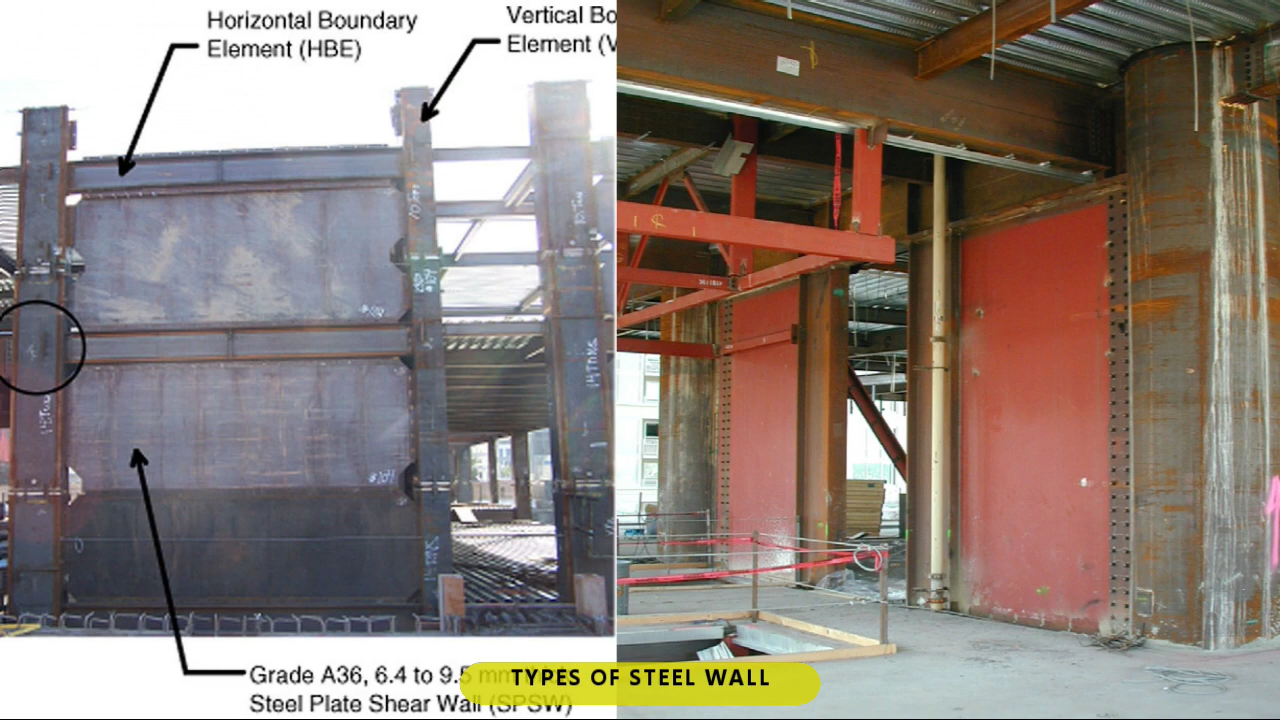 Horizontal Boundary
Element (HBE)
Vertical Bo
Element (V
Grade A36, 6.4 to 9.5 mm
Steel Plate Shear Wall (SPSW)
TYPES OF STEEL WALL